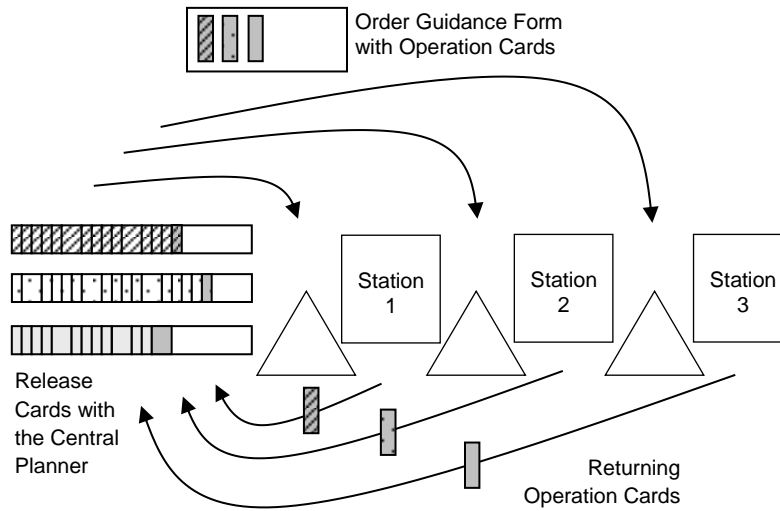 Order Guidance Form
with Operation Cards
Station
1
Station
2
Station
3
Release
Cards with
the Central
Planner
Returning
Operation Cards